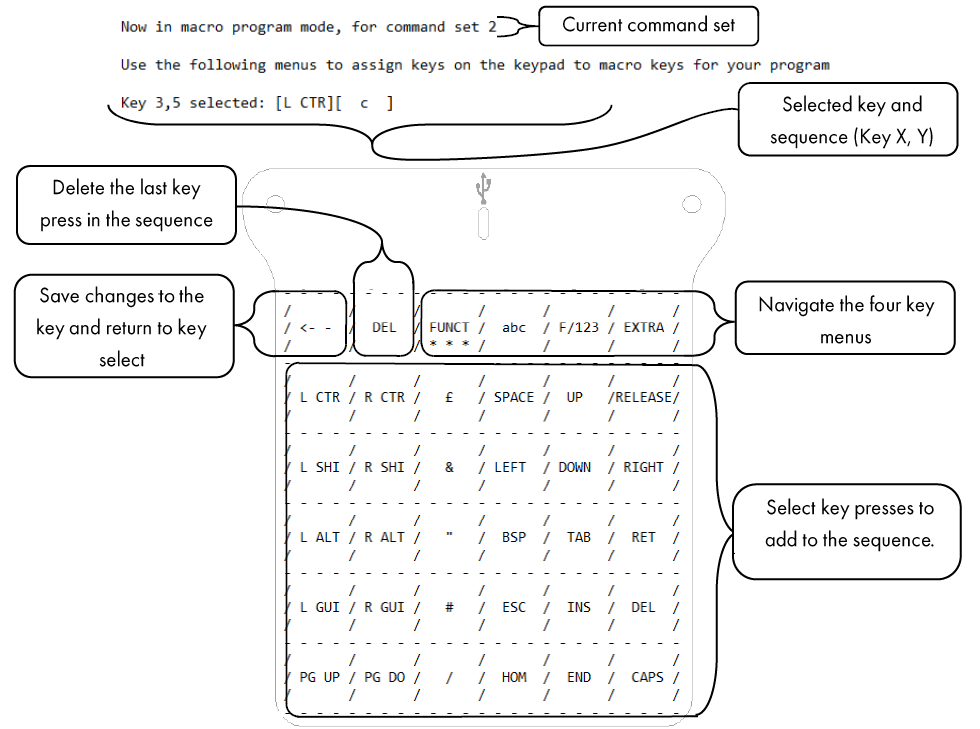 Now in macro program mode, for command set 2
Current command set
Use the following menus to assign keys on the keypad to macro keys for your program
Key 3,5 selected: [L CTR][  c  ]
Selected key and
sequence (Key X, Y)
Delete the last key
press in the sequence
Save changes to the
key and return to key
select
Navigate the four key
menus
- - - - - - - - - - - - - - - - - - - - - - - - -
/ / / / / / /
/ <- - / DEL / FUNCT / abc / F/123 / EXTRA /
/ / * * * / / / /
- - - - - - - - - - - - - - - - - - - - - - - - -
/ / / / / / /
/ L CTR / R CTR / £ / SPACE / UP /RELEASE/
/ / / / / / /
- - - - - - - - - - - - - - - - - - - - - - - - -
/ / / / / / /
/ L SHI / R SHI / & / LEFT / DOWN / RIGHT /
/ / / / / / /
- - - - - - - - - - - - - - - - - - - - - - - - -
/ / / / / / /
/ L ALT / R ALT / " / BSP / TAB / RET /
/ / / / / / /
- - - - - - - - - - - - - - - - - - - - - - - - -
/ / / / / / /
/ L GUI / R GUI / # / ESC / INS / DEL /
/ / / / / / /
- - - - - - - - - - - - - - - - - - - - - - - - -
/ / / / / / /
/ PG UP / PG DO / / / HOM / END / CAPS /
/ / / / / / /
- - - - - - - - - - - - - - - - - - - - - - - - -
Select key presses to
add to the sequence.